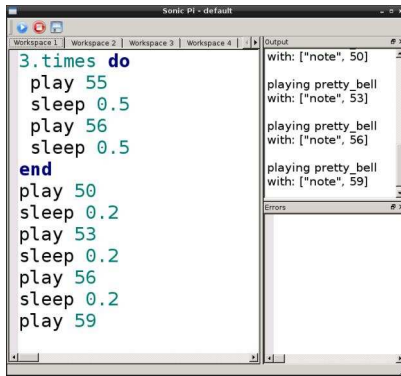 Sonic Pi - default
Workspace 1 Workspace 2 Workspace 3 Workspace 4
3.times do
play 55
sleep 0.5
play 56
sleep 0.5
end
play 50
sleep 0.2
play 53
sleep 0.2
play 56
sleep 0.2
play 59
Output
with: ["note", 50]
playing pretty_bell
with: ["note", 53]
playing pretty_bell
with: ["note", 56]
playing pretty_bell
with: ["note", 59]
Errors